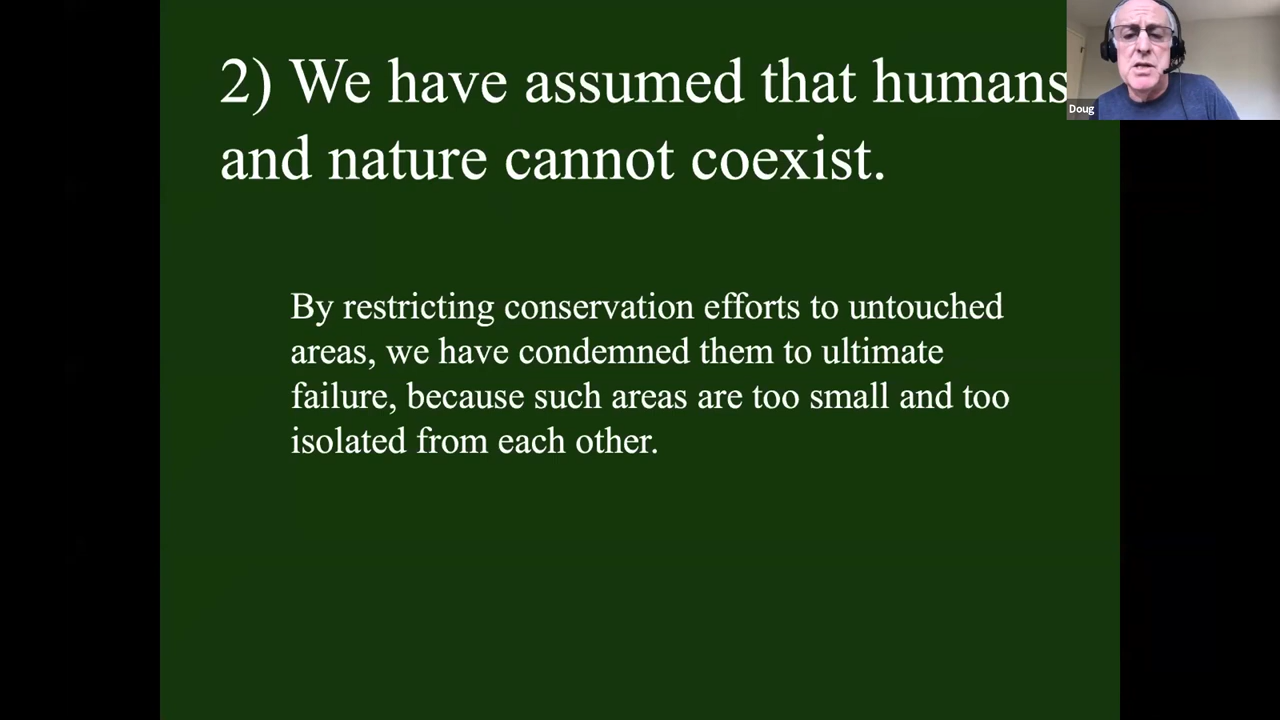 2) We have assumed that humans
and nature cannot coexist.
Doug
By restricting conservation efforts to untouched
areas, we have condemned them to ultimate
failure, because such areas are too small and too
isolated from each other.